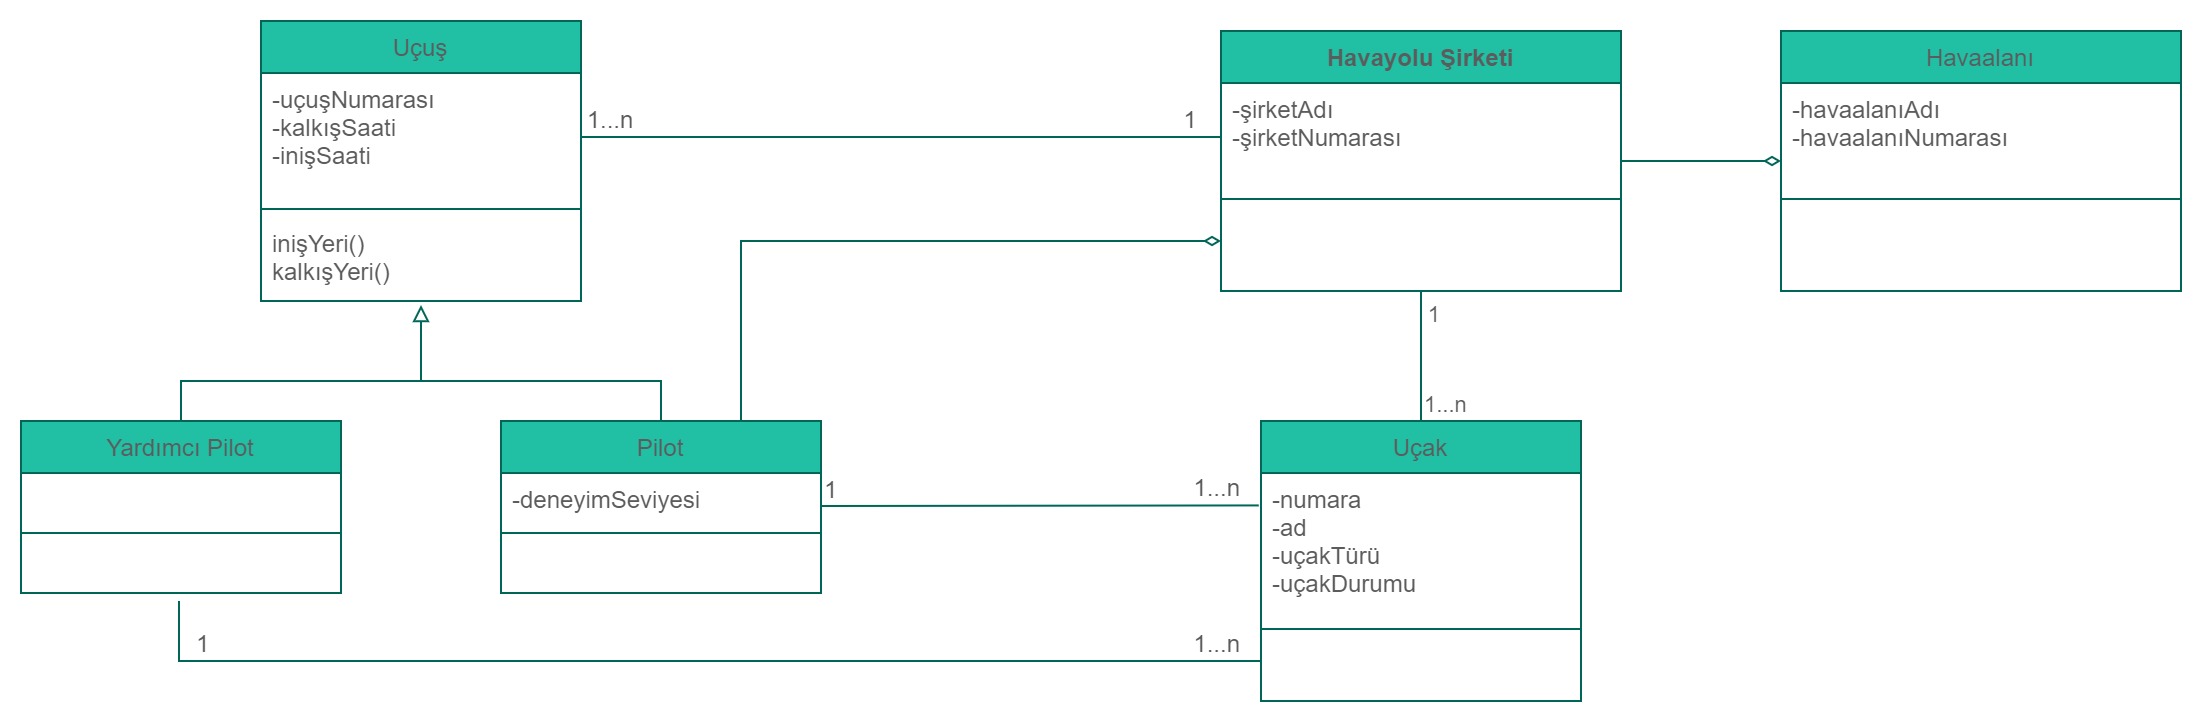 Uçuş
-uçuşNumarası
-kalkışSaati
-inişSaati
inişYeri()
kalkışYeri()
1...n
1
Havayolu Şirketi
-şirketAdı
-şirketNumarası
Havaalanı
-havaalanıAdı
-havaalanıNumarası
1
1...n
Yardımcı Pilot
Pilot
-deneyimSeviyesi
1
1...n
Uçak
-numara
-ad
-uçakTürü
-uçakDurumu
1
1...n